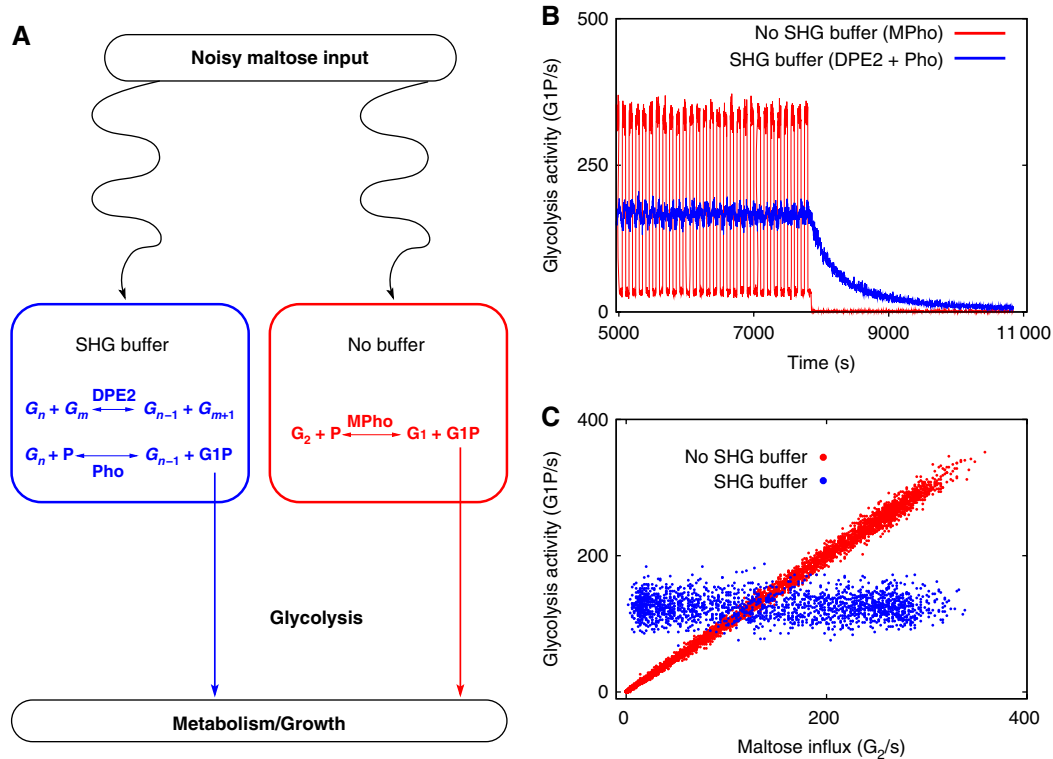 A
Noisy maltose input
SHG buffer
Gn + Gm DPE2 Gn−1 + Gm+1
Gn + P Pho Gn−1 + G1P
No buffer
G2 + P MPho G1 + G1P
Glycolysis
Metabolism/Growth
B
Glycolysis activity (G1P/s)
500
250
0
No SHG buffer (MPho)
SHG buffer (DPE2 + Pho)
5000 7000 9000 11 000
Time (s)
C
Glycolysis activity (G1P/s)
400
200
0
No SHG buffer
SHG buffer
0 200 400
Maltose influx (G2/s)